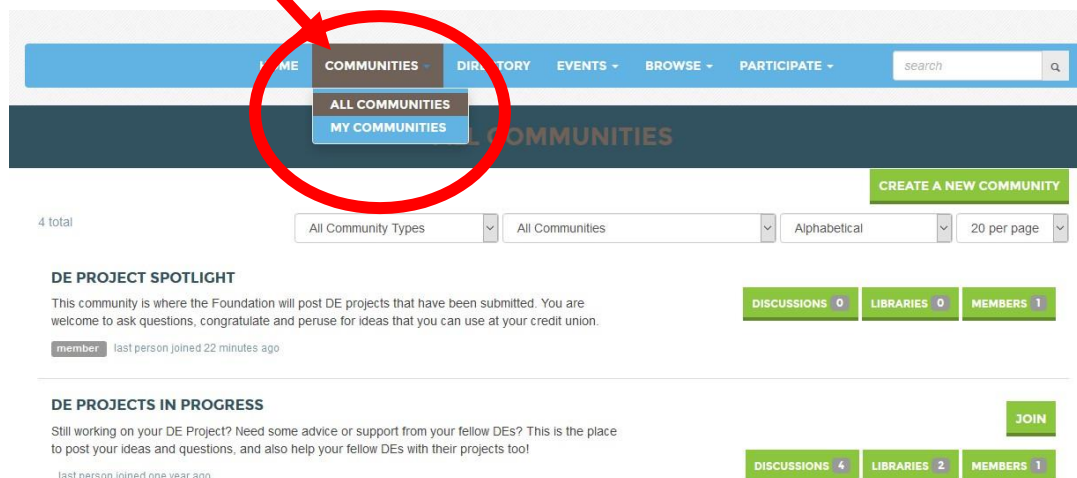 HOME COMMUNITIES DIRECTORY EVENTS BROWSE PARTICIPATE search
ALL COMMUNITIES
MY COMMUNITIES
COMMUNITIES
CREATE A NEW COMMUNITY
4 total All Community Types All Communities Alphabetical 20 per page
DE PROJECT SPOTLIGHT
This community is where the Foundation will post DE projects that have been submitted. You are
welcome to ask questions, congratulate and peruse for ideas that you can use at your credit union.
DISCUSSIONS 0 LIBRARIES 0 MEMBERS 1
member last person joined 22 minutes ago
DE PROJECTS IN PROGRESS
JOIN
Still working on your DE Project? Need some advice or support from your fellow DEs? This is the place
to post your ideas and questions, and also help your fellow DEs with their projects too!
DISCUSSIONS 4 LIBRARIES 2 MEMBERS 1
last person joined one year ago